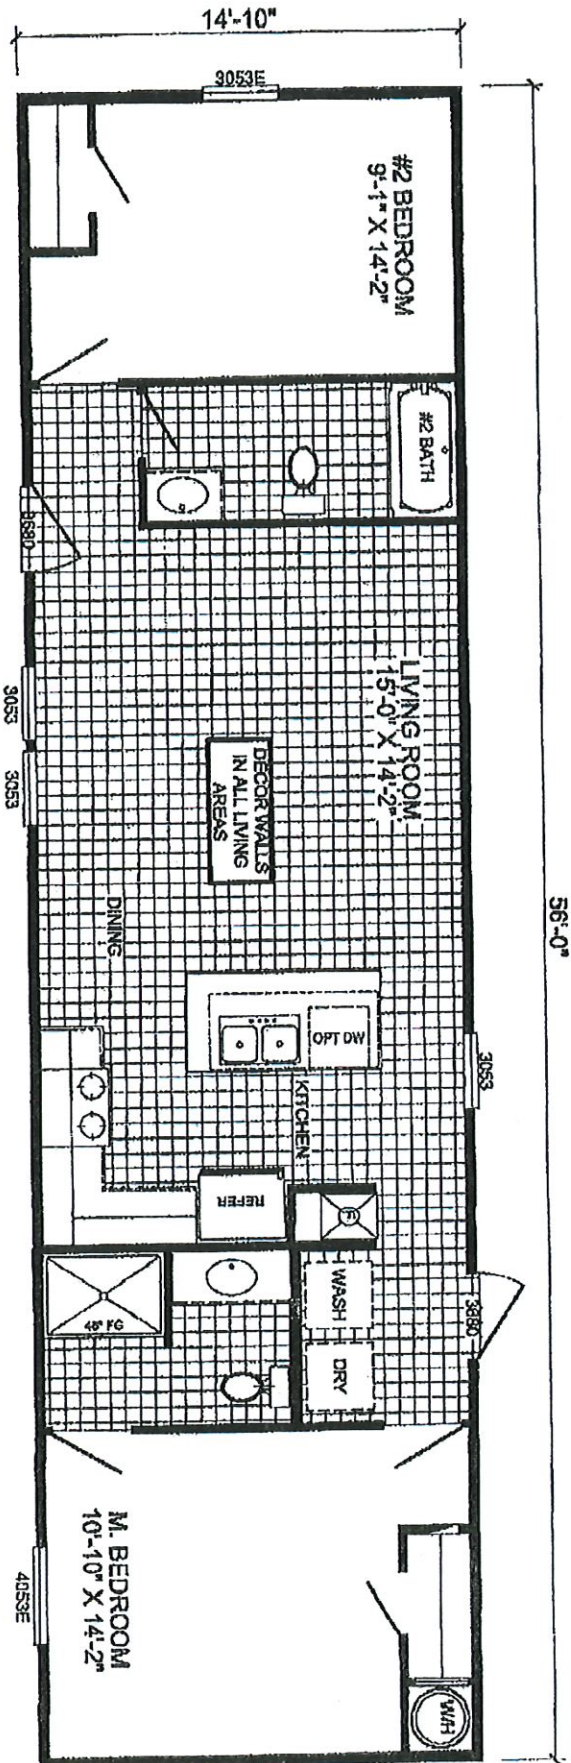 14'-10"
3053E
#2 BEDROOM
9'-1" X 14'-2"
#2 BATH
3680
LIVING ROOM
15'-0" X 14'-2"
3053
3053
DECOR WALLS
IN ALL LIVING
AREAS
56'-0"
DINING
OPT DW
3053
KITCHEN
REFER
WASH
DRY
3880
48" FG
M. BEDROOM
10'-10" X 14'-2"
4053E
W/H